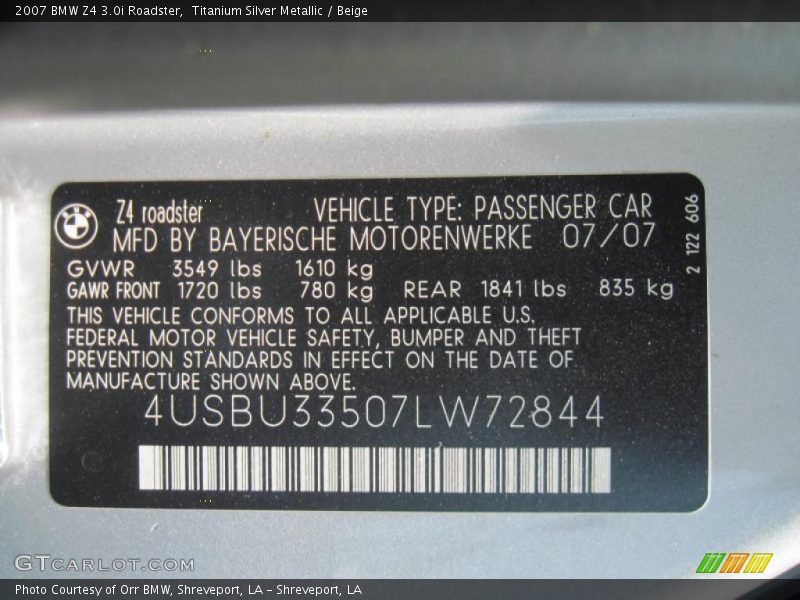 2007 BMW Z4 3.0i Roadster,  Titanium Silver Metallic / Beige
Z4 roadster VEHICLE TYPE: PASSENGER CAR
MFD BY BAYERISCHE MOTORENWERKE 07/07
GVWR 3549 lbs 1610 kg
GAWR FRONT 1720 lbs 780 kg REAR 1841 lbs 835 kg
THIS VEHICLE CONFORMS TO ALL APPLICABLE U.S.
FEDERAL MOTOR VEHICLE SAFETY, BUMPER AND THEFT
PREVENTION STANDARDS IN EFFECT ON THE DATE OF
MANUFACTURE SHOWN ABOVE.
4USBU33507LW72844
2 122 606
GTCARLOT.COM
Photo Courtesy of Orr BMW, Shreveport, LA – Shreveport, LA